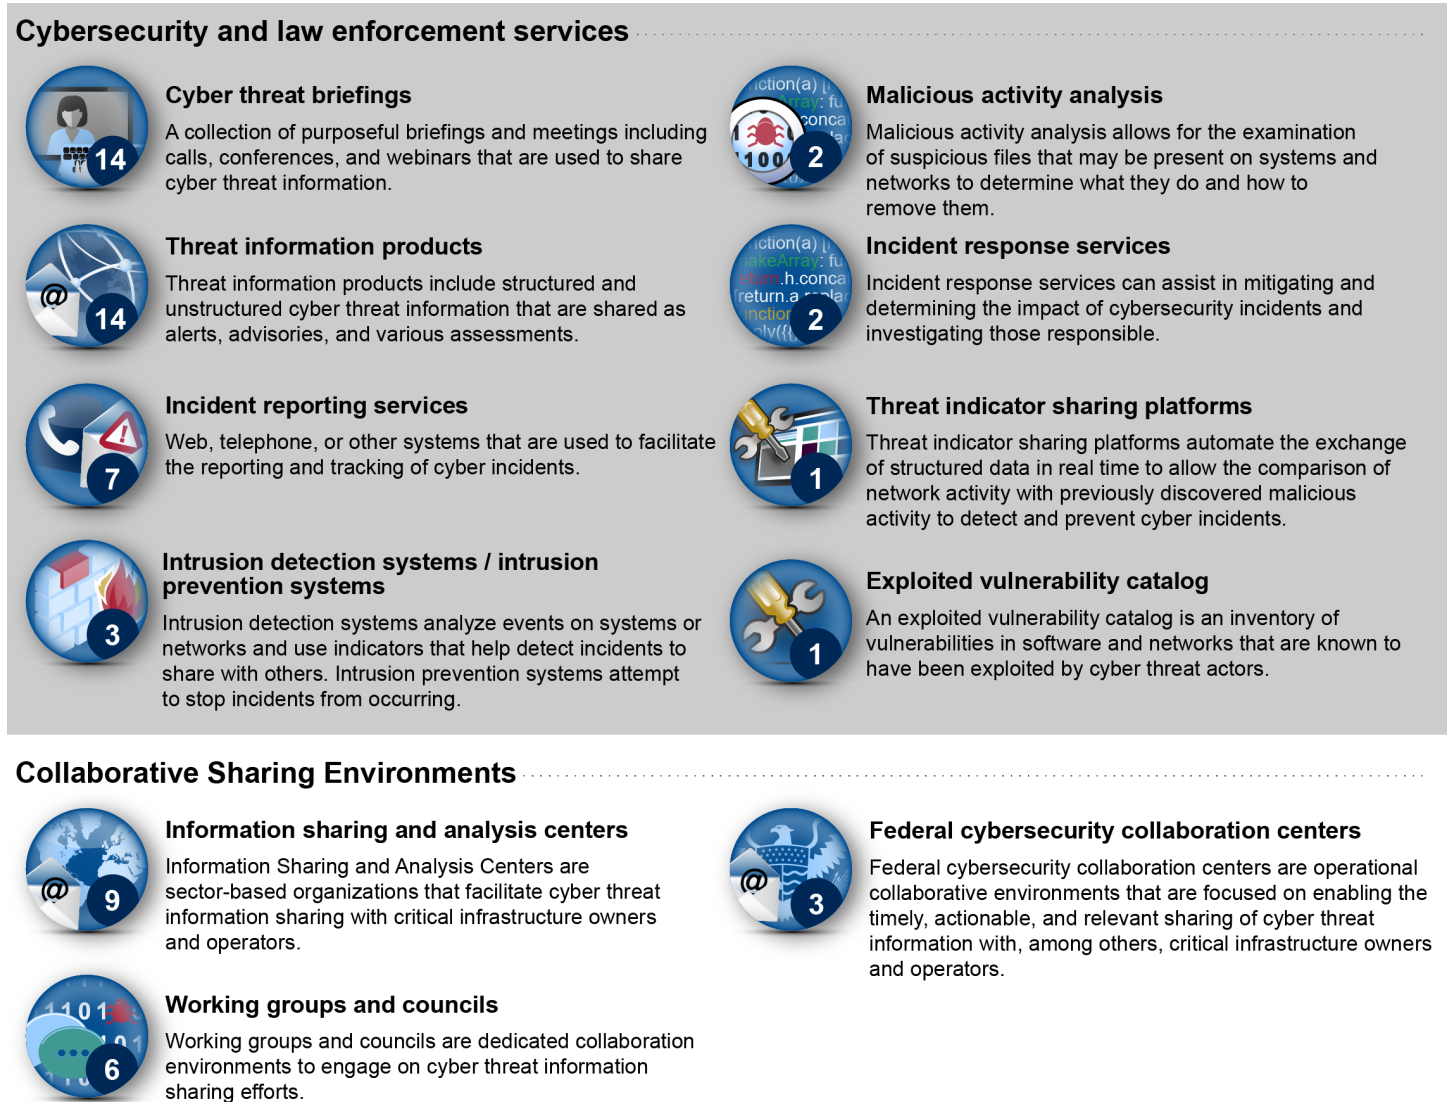 Cybersecurity and law enforcement services
14
Cyber threat briefings
A collection of purposeful briefings and meetings including
calls, conferences, and webinars that are used to share
cyber threat information.
14
Threat information products
Threat information products include structured and
unstructured cyber threat information that are shared as
alerts, advisories, and various assessments.
7
Incident reporting services
Web, telephone, or other systems that are used to facilitate
the reporting and tracking of cyber incidents.
3
Intrusion detection systems / intrusion
prevention systems
Intrusion detection systems analyze events on systems or
networks and use indicators that help detect incidents to
share with others. Intrusion prevention systems attempt
to stop incidents from occurring.
2
Malicious activity analysis
Malicious activity analysis allows for the examination
of suspicious files that may be present on systems and
networks to determine what they do and how to
remove them.
2
Incident response services
Incident response services can assist in mitigating and
determining the impact of cybersecurity incidents and
investigating those responsible.
1
Threat indicator sharing platforms
Threat indicator sharing platforms automate the exchange
of structured data in real time to allow the comparison of
network activity with previously discovered malicious
activity to detect and prevent cyber incidents.
1
Exploited vulnerability catalog
An exploited vulnerability catalog is an inventory of
vulnerabilities in software and networks that are known to
have been exploited by cyber threat actors.
Collaborative Sharing Environments
@
9
Information sharing and analysis centers
Information Sharing and Analysis Centers are
sector-based organizations that facilitate cyber threat
information sharing with critical infrastructure owners
and operators.
6
Working groups and councils
Working groups and councils are dedicated collaboration
environments to engage on cyber threat information
sharing efforts.
@
3
Federal cybersecurity collaboration centers
Federal cybersecurity collaboration centers are operational
collaborative environments that are focused on enabling the
timely, actionable, and relevant sharing of cyber threat
information with, among others, critical infrastructure owners
and operators.